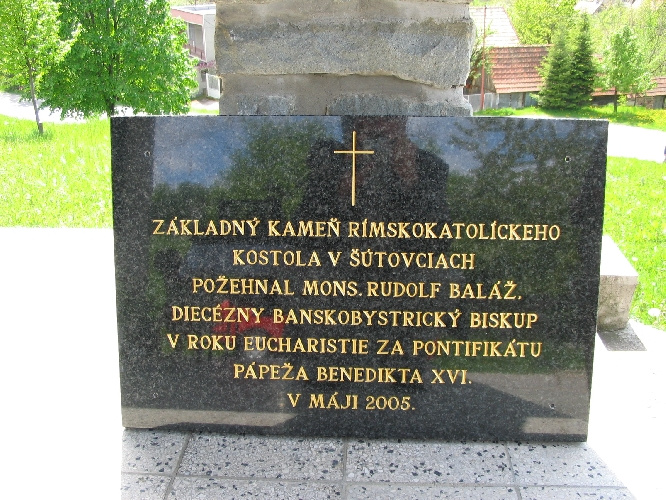 ZÁKLADNÝ KAMEŇ RÍMSKOKATOLÍCKEHO
KOSTOLA V ŠÚTOVCIACH
POŽEHNAL MONS. RUDOLF BALÁŽ,
DIECÉZNY BANSKOBYSTRICKÝ BISKUP
V ROKU EUCHARISTIE ZA PONTIFIKÁTU
PÁPEŽA BENEDIKTA XVI.
V MÁJI 2005.